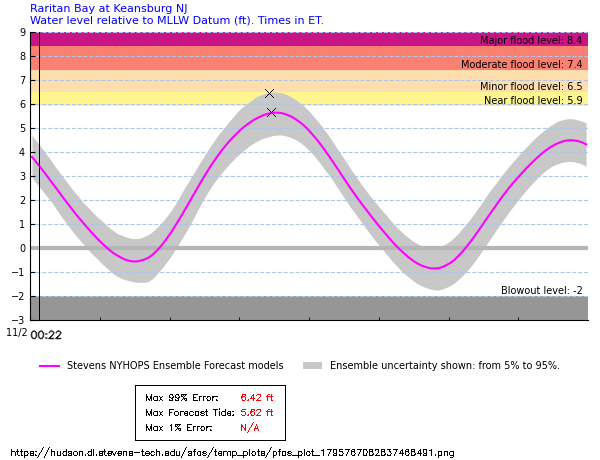 Raritan Bay at Keansburg NJ
Water level relative to MLLW Datum (ft). Times in ET.
9
Major flood level: 8.4
8
Moderate flood level: 7.4
7
Minor flood level: 6.5
6
Near flood level: 5.9
5
4
3
2
1
0
−1
Blowout level: -2
−2
−3
11/2 00:22
Stevens NYHOPS Ensemble Forecast models
Ensemble uncertainty shown: from 5% to 95%.
Max 99% Error: 6.42 ft
Max Forecast Tide: 5.62 ft
Max 1% Error: N/A
https://hudson.dl.stevens-tech.edu/sfas/temp_plots/pfas_plot_1795767082637468491.png